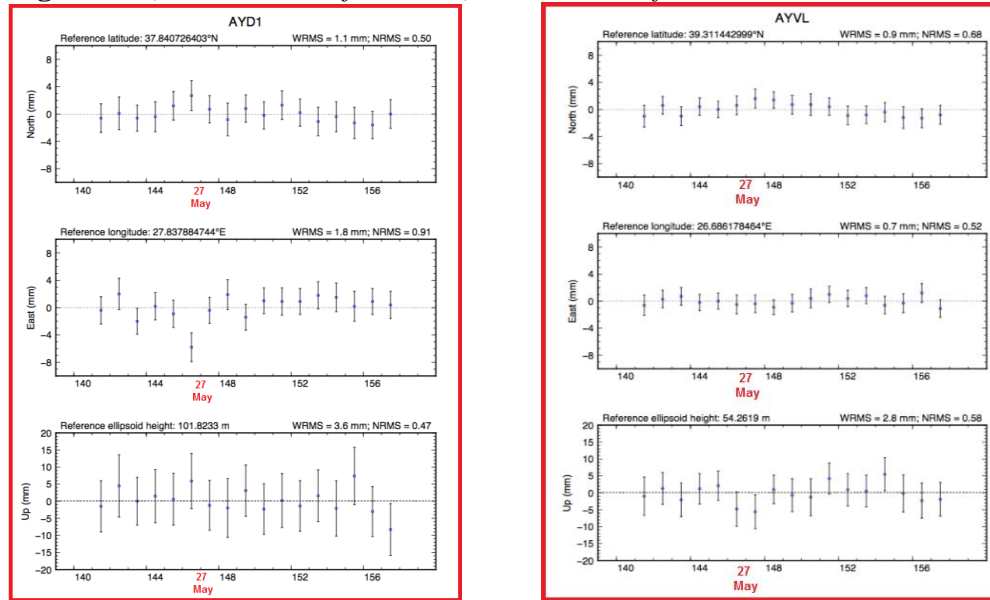 AYD1
Reference latitude: 37.840726403°N WRMS = 1.1 mm; NRMS = 0.50
8
4
0
−4
−8
North (mm)
140 144 148 152 156
27
May
Reference longitude: 27.837884744°E WRMS = 1.8 mm; NRMS = 0.91
8
4
0
−4
−8
East (mm)
140 144 148 152 156
27
May
Reference ellipsoid height: 101.8233 m WRMS = 3.6 mm; NRMS = 0.47
20
15
10
5
0
−5
−10
−15
−20
Up (mm)
140 144 148 152 156
27
May
AYVL
Reference latitude: 39.311442999°N WRMS = 0.9 mm; NRMS = 0.68
8
4
0
−4
−8
North (mm)
140 144 148 152 156
27
May
Reference longitude: 26.686178464°E WRMS = 0.7 mm; NRMS = 0.52
8
4
0
−4
−8
East (mm)
140 144 148 152 156
27
May
Reference ellipsoid height: 54.2619 m WRMS = 2.8 mm; NRMS = 0.58
20
15
10
5
0
−5
−10
−15
−20
Up (mm)
140 144 148 152 156
27
May